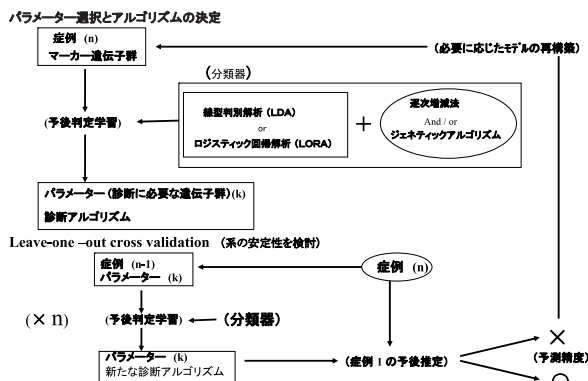 パラメーター選択とアルゴリズムの決定
症例 (n)
マーカー遺伝子群
(必要に応じたモデルの再構築)
(分類器)
線型判別解析 (LDA)
or
ロジスティック回帰解析 (LORA)
+
逐次増減法
And / or
ジェネティックアルゴリズム
(予後判定学習)
パラメーター (診断に必要な遺伝子群) (k)
診断アルゴリズム
Leave-one –out cross validation (系の安定性を検討)
症例 (n-1)
パラメーター (k)
症例 (n)
(× n)
(予後判定学習)
(分類器)
パラメーター (k)
新たな診断アルゴリズム
(症例 1 の予後推定)
×
(予測精度)
○